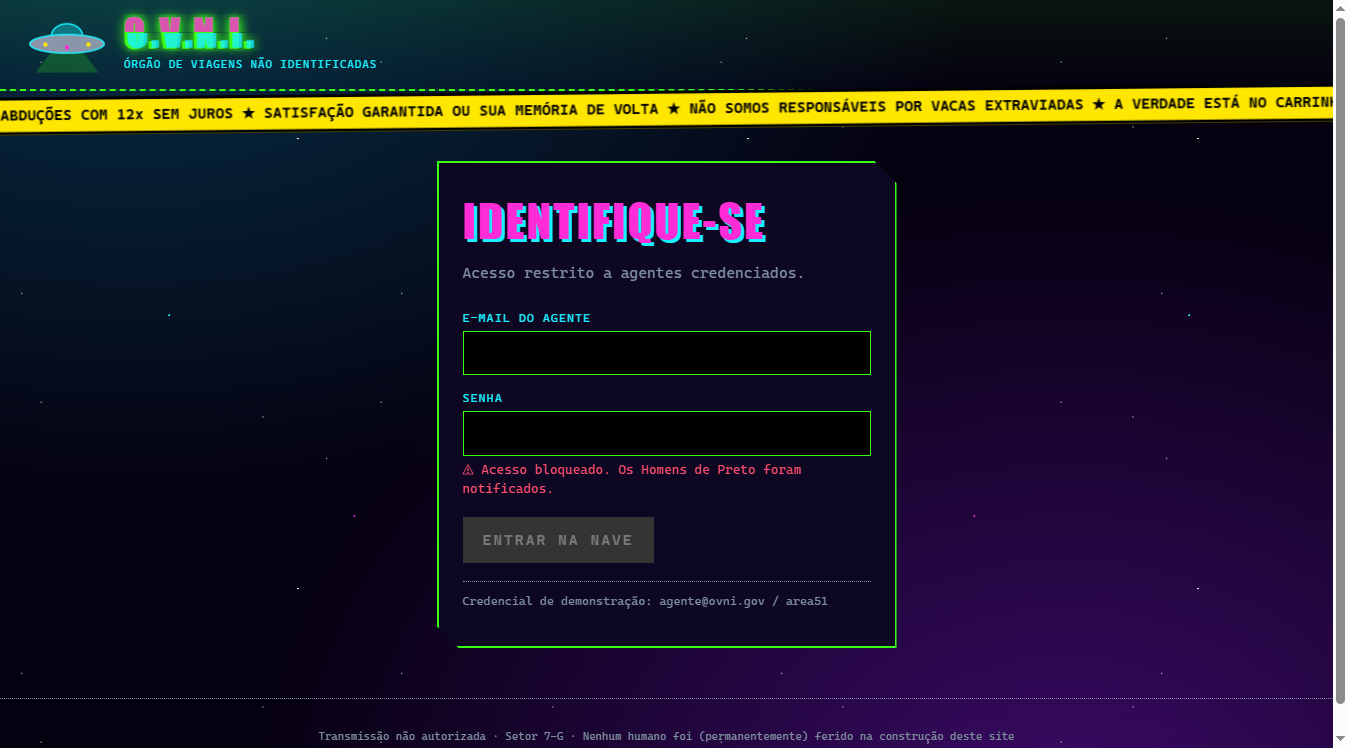 O.V.N.I.
ÓRGÃO DE VIAGENS NÃO IDENTIFICADAS
ABDUÇÕES COM 12x SEM JUROS ★ SATISFAÇÃO GARANTIDA OU SUA MEMÓRIA DE VOLTA ★ NÃO SOMOS RESPONSÁVEIS POR VACAS EXTRAVIADAS ★ A VERDADE ESTÁ NO CARRIN
IDENTIFIQUE-SE
Acesso restrito a agentes credenciados.
E-MAIL DO AGENTE
SENHA
⚠ Acesso bloqueado. Os Homens de Preto foram
notificados.
ENTRAR NA NAVE
Credencial de demonstração: agente@ovni.gov / area51
Transmissão não autorizada · Setor 7-G · Nenhum humano foi (permanentemente) ferido na construção deste site